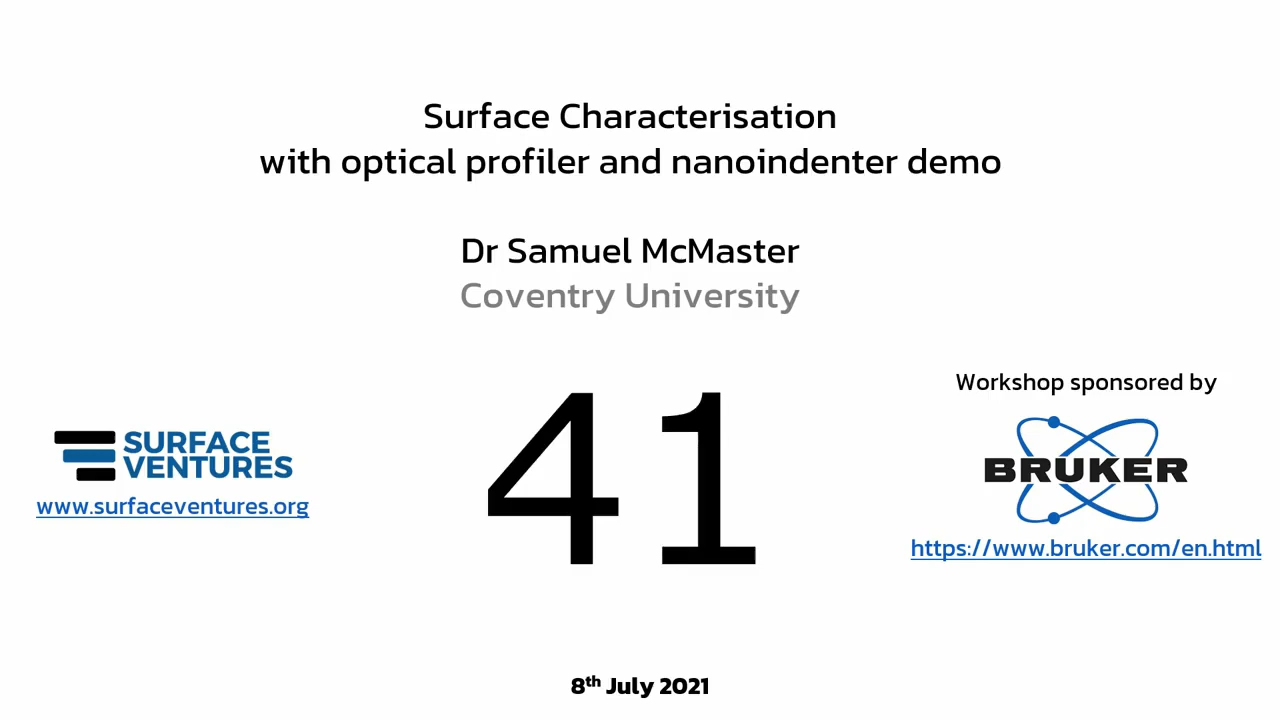 Surface Characterisation
with optical profiler and nanoindenter demo
Dr Samuel McMaster
Coventry University
41
SURFACE
VENTURES
www.surfaceventures.org
Workshop sponsored by
BRUKER
https://www.bruker.com/en.html
8th July 2021